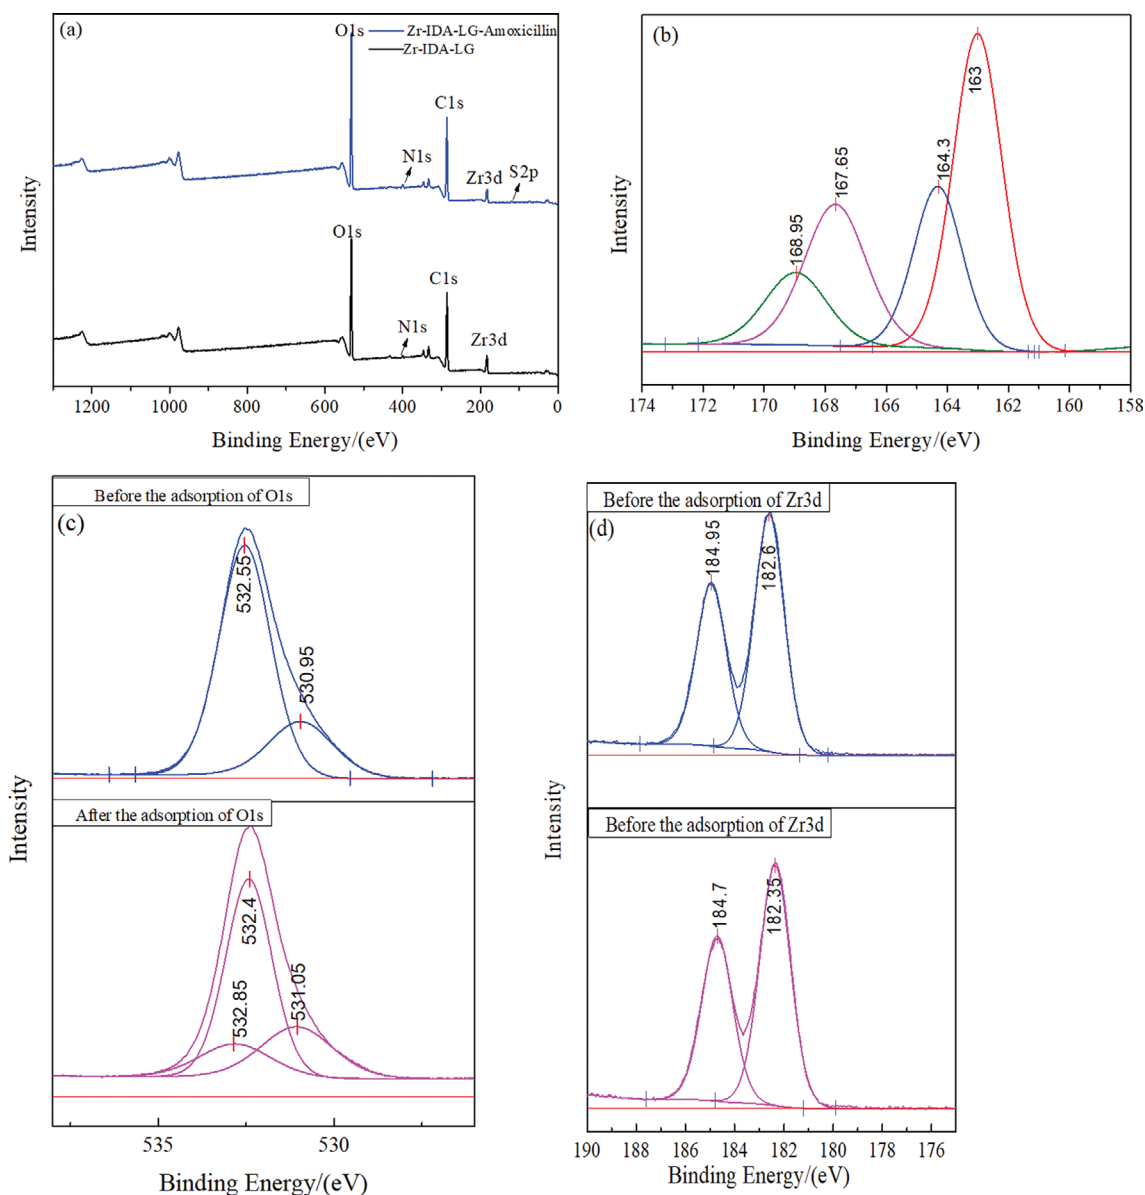 (a)
O1s
Zr-IDA-LG-Amoxicillin
Zr-IDA-LG
C1s
N1s
Zr3d
S2p
O1s
C1s
N1s
Zr3d
Intensity
1200 1000 800 600 400 200 0
Binding Energy/(eV)
(b)
163
164.3
167.65
168.95
Intensity
174 172 170 168 166 164 162 160 158
Binding Energy/(eV)
Before the adsorption of O1s
(c)
532.55
530.95
After the adsorption of O1s
532.4
532.85
531.05
Intensity
535 530
Binding Energy/(eV)
Before the adsorption of Zr3d
(d)
184.95
182.6
Before the adsorption of Zr3d
184.7
182.35
Intensity
190 188 186 184 182 180 178 176
Binding Energy/(eV)